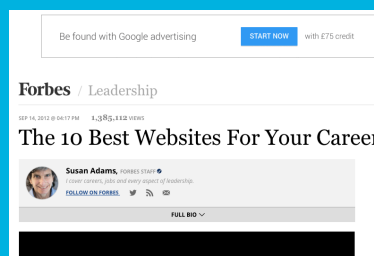 Be found with Google advertising START NOW with £75 credit
Forbes / Leadership
SEP 14, 2012 @ 04:17 PM 1,385,112 VIEWS
The 10 Best Websites For Your Career
Susan Adams, FORBES STAFF
I cover careers, jobs and every aspect of leadership.
FOLLOW ON FORBES
FULL BIO